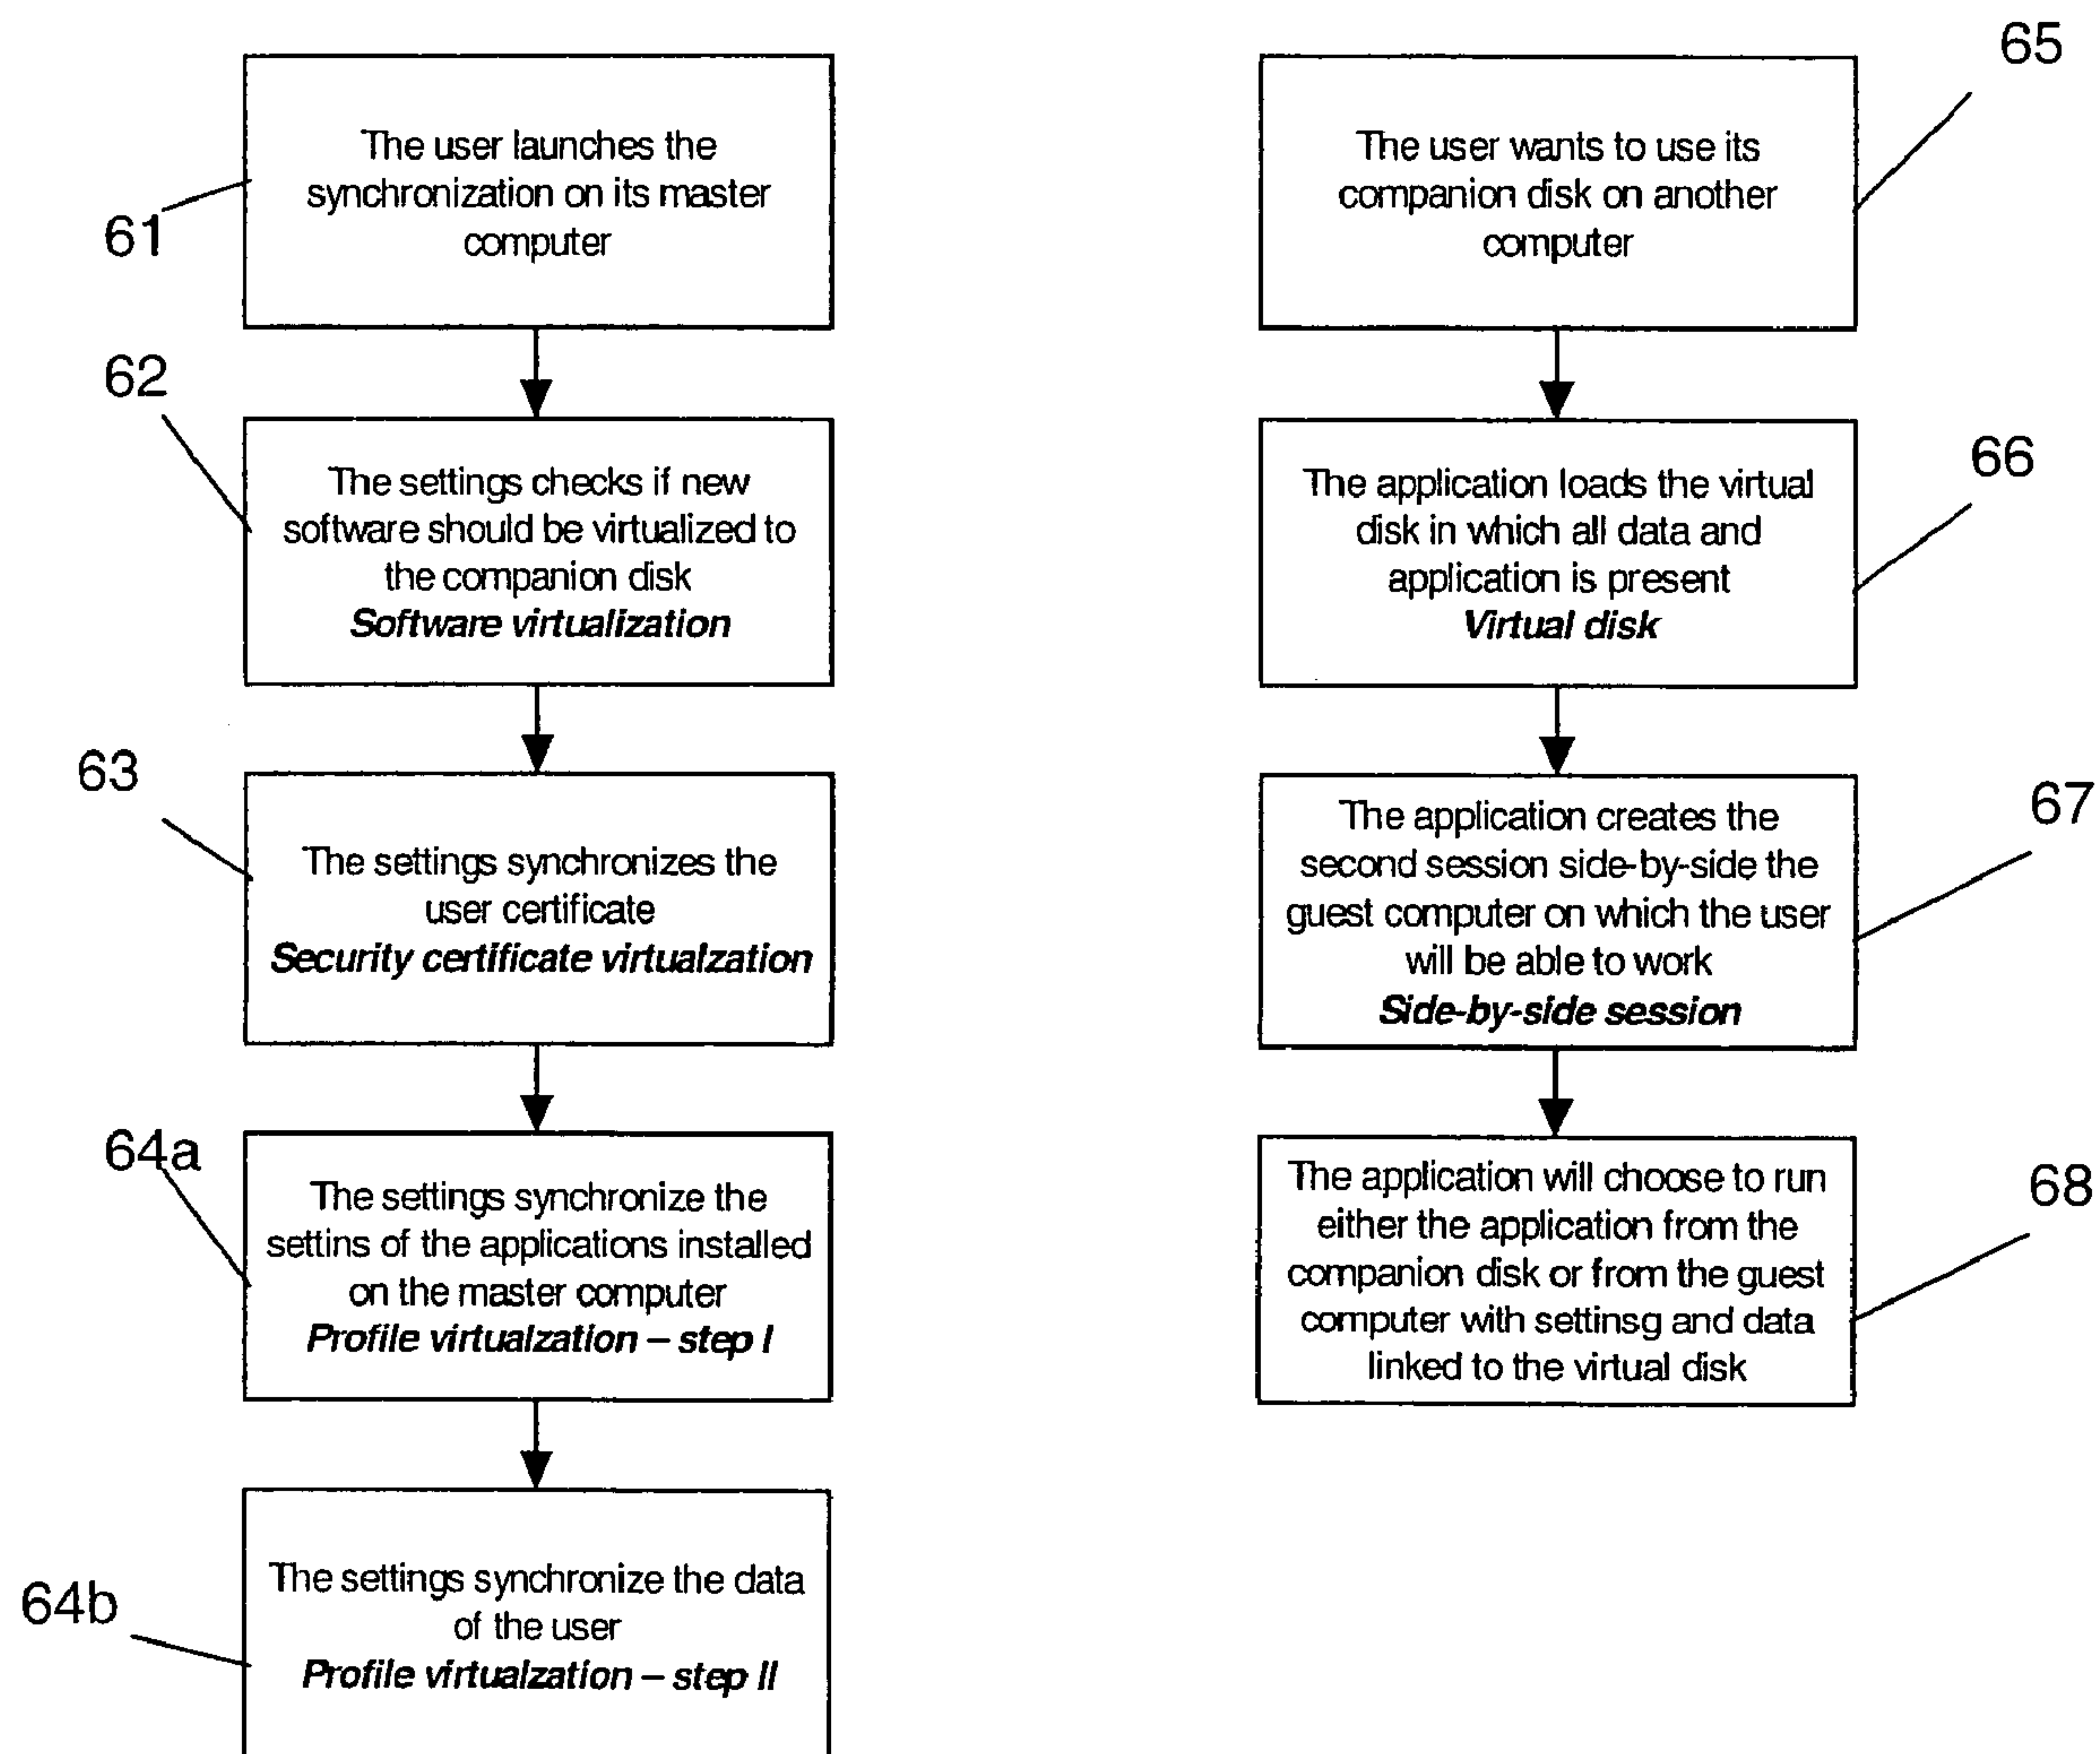 61
The user launches the
synchronization on its master
computer
62
The settings checks if new
software should be virtualized to
the companion disk
Software virtualization
63
The settings synchronizes the
user certificate
Security certificate virtualzation
64a
The settings synchronize the
settins of the applications installed
on the master computer
Profile virtualzation – step I
64b
The settings synchronize the data
of the user
Profile virtualzation – step II
65
The user wants to use its
companion disk on another
computer
66
The application loads the virtual
disk in which all data and
application is present
Virtual disk
67
The application creates the
second session side-by-side the
guest computer on which the user
will be able to work
Side-by-side session
68
The application will choose to run
either the application from the
companion disk or from the guest
computer with settinsg and data
linked to the virtual disk